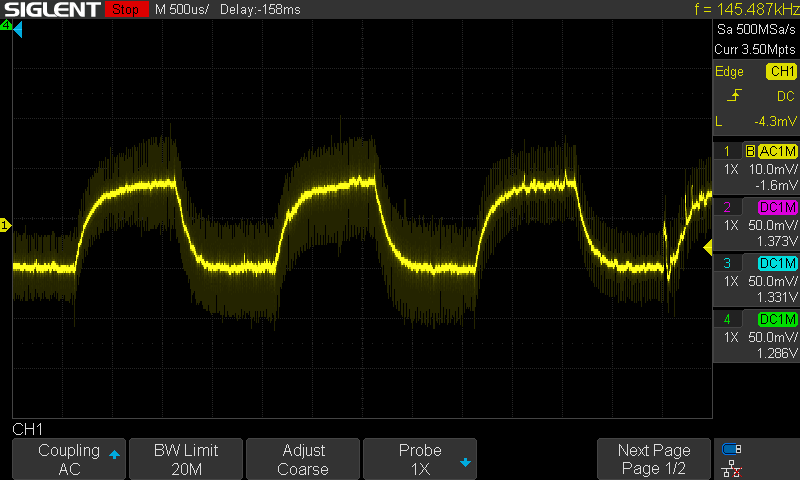 SIGLENT Stop M 500us/ Delay:-158ms f = 145.487kHz
Sa 500MSa/s
Curr 3.50Mpts
Edge CH1
DC
L -4.3mV
1 B AC1M
1X 10.0mV/
-1.6mV
2 DC1M
1X 50.0mV/
1.373V
3 DC1M
1X 50.0mV/
1.331V
4 DC1M
1X 50.0mV/
1.286V
4
1
CH1
Coupling
AC
BW Limit
20M
Adjust
Coarse
Probe
1X
Next Page
Page 1/2